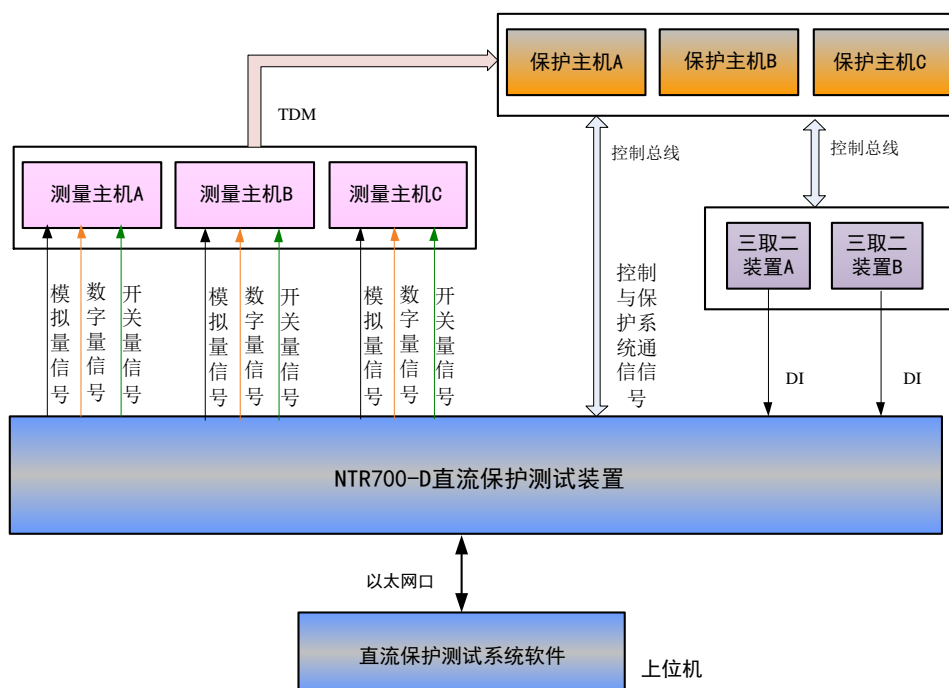 保护主机A
保护主机B
保护主机C
TDM
控制总线
控制总线
测量主机A
测量主机B
测量主机C
三取二
装置A
三取二
装置B
模拟量信号
数字量信号
开关量信号
模拟量信号
数字量信号
开关量信号
模拟量信号
数字量信号
开关量信号
控制
与保
护系
统通
信信
号
DI
DI
NTR700-D直流保护测试装置
以太网口
直流保护测试系统软件
上位机